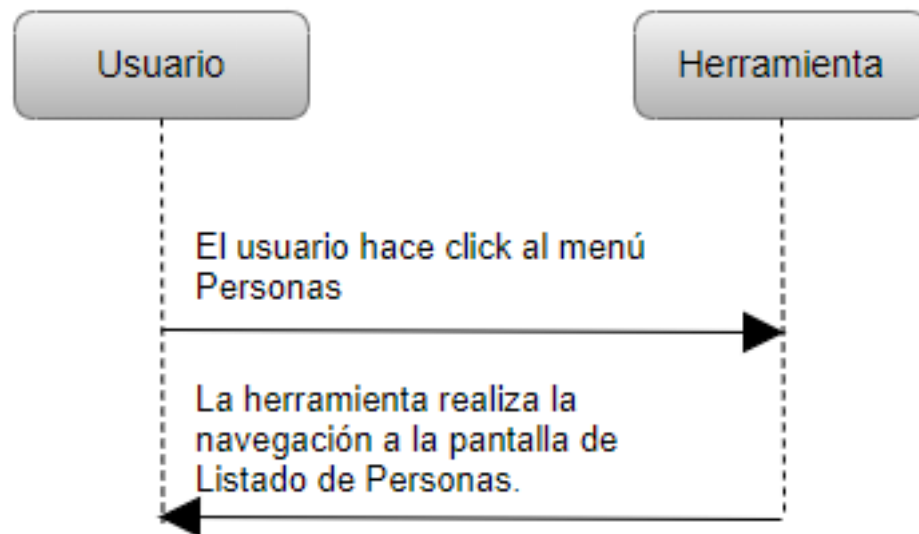 Usuario
Herramienta
El usuario hace click al menú
Personas
La herramienta realiza la
navegación a la pantalla de
Listado de Personas.